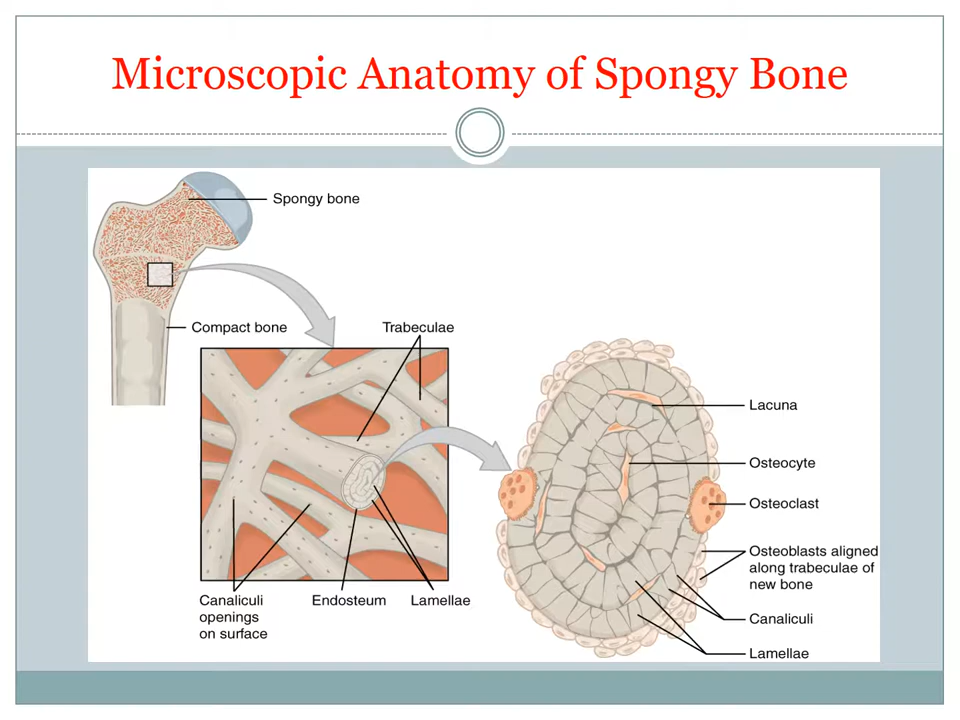 Microscopic Anatomy of Spongy Bone
Spongy bone
Compact bone
Trabeculae
Canaliculi
openings
on surface
Endosteum
Lamellae
Lacuna
Osteocyte
Osteoclast
Osteoblasts aligned
along trabeculae of
new bone
Canaliculi
Lamellae